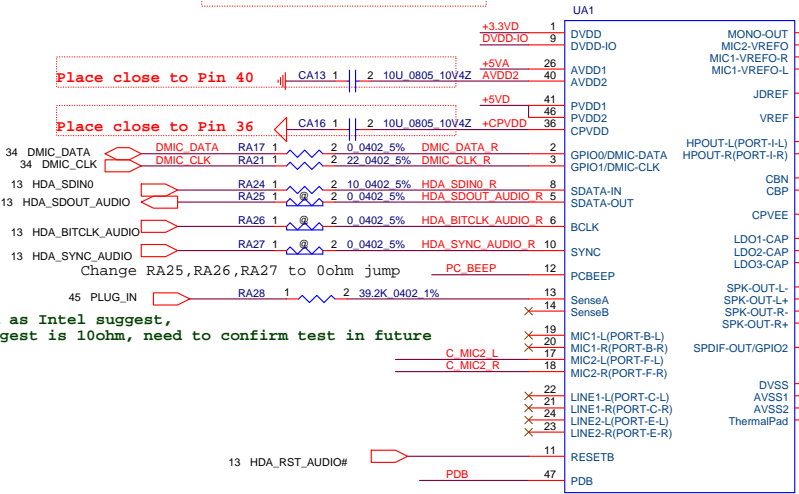 UA1
+3.3VD 1 DVDD MONO-OUT
DVDD-IO 9 DVDD-IO MIC2-VREFO
MIC1-VREFO-R
+5VA 26 AVDD1 MIC1-VREFO-L
Place close to Pin 40 CA13 1 2 10U_0805_10V4Z AVDD2 40 AVDD2
JDREF
+5VD 41 PVDD1
46 PVDD2 VREF
Place close to Pin 36 CA16 1 2 10U_0805_10V4Z +CPVDD 36 CPVDD
HPOUT-L(PORT-I-L)
34 DMIC_DATA DMIC_DATA RA17 1 2 0_0402_5% DMIC_DATA_R 2 GPIO0/DMIC-DATA HPOUT-R(PORT-I-R)
34 DMIC_CLK DMIC_CLK RA21 1 2 22_0402_5% DMIC_CLK_R 3 GPIO1/DMIC-CLK
CBN
13 HDA_SDIN0 RA24 1 2 10_0402_5% HDA_SDIN0_R 8 SDATA-IN CBP
13 HDA_SDOUT_AUDIO RA25 1 @ 2 0_0402_5% HDA_SDOUT_AUDIO_R 5 SDATA-OUT
CPVEE
13 HDA_BITCLK_AUDIO RA26 1 @ 2 0_0402_5% HDA_BITCLK_AUDIO_R 6 BCLK
LDO1-CAP
13 HDA_SYNC_AUDIO RA27 1 @ 2 0_0402_5% HDA_SYNC_AUDIO_R 10 SYNC LDO2-CAP
LDO3-CAP
Change RA25,RA26,RA27 to 0ohm jump PC_BEEP 12 PCBEEP
SPK-OUT-L-
45 PLUG_IN RA28 1 2 39.2K_0402_1% 13 SenseA SPK-OUT-L+
14 SenseB SPK-OUT-R-
SPK-OUT-R+
as Intel suggest,
gest is 10ohm, need to confirm test in future
19 MIC1-L(PORT-B-L)
20 MIC1-R(PORT-B-R) SPDIF-OUT/GPIO2
C_MIC2_L 17 MIC2-L(PORT-F-L)
C_MIC2_R 18 MIC2-R(PORT-F-R)
DVSS
22 LINE1-L(PORT-C-L) AVSS1
21 LINE1-R(PORT-C-R) AVSS2
24 LINE2-L(PORT-E-L) ThermalPad
23 LINE2-R(PORT-E-R)
13 HDA_RST_AUDIO# 11 RESETB
PDB 47 PDB